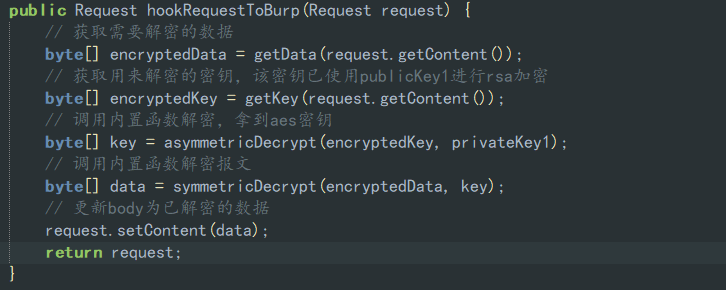 public Request hookRequestToBurp(Request request) {
    // 获取需要解密的数据
    byte[] encryptedData = getData(request.getContent());
    // 获取用来解密的密钥，该密钥已使用publicKey1进行rsa加密
    byte[] encryptedKey = getKey(request.getContent());
    // 调用内置函数解密，拿到aes密钥
    byte[] key = asymmetricDecrypt(encryptedKey, privateKey1);
    // 调用内置函数解密报文
    byte[] data = symmetricDecrypt(encryptedData, key);
    // 更新body为已解密的数据
    request.setContent(data);
    return request;
}